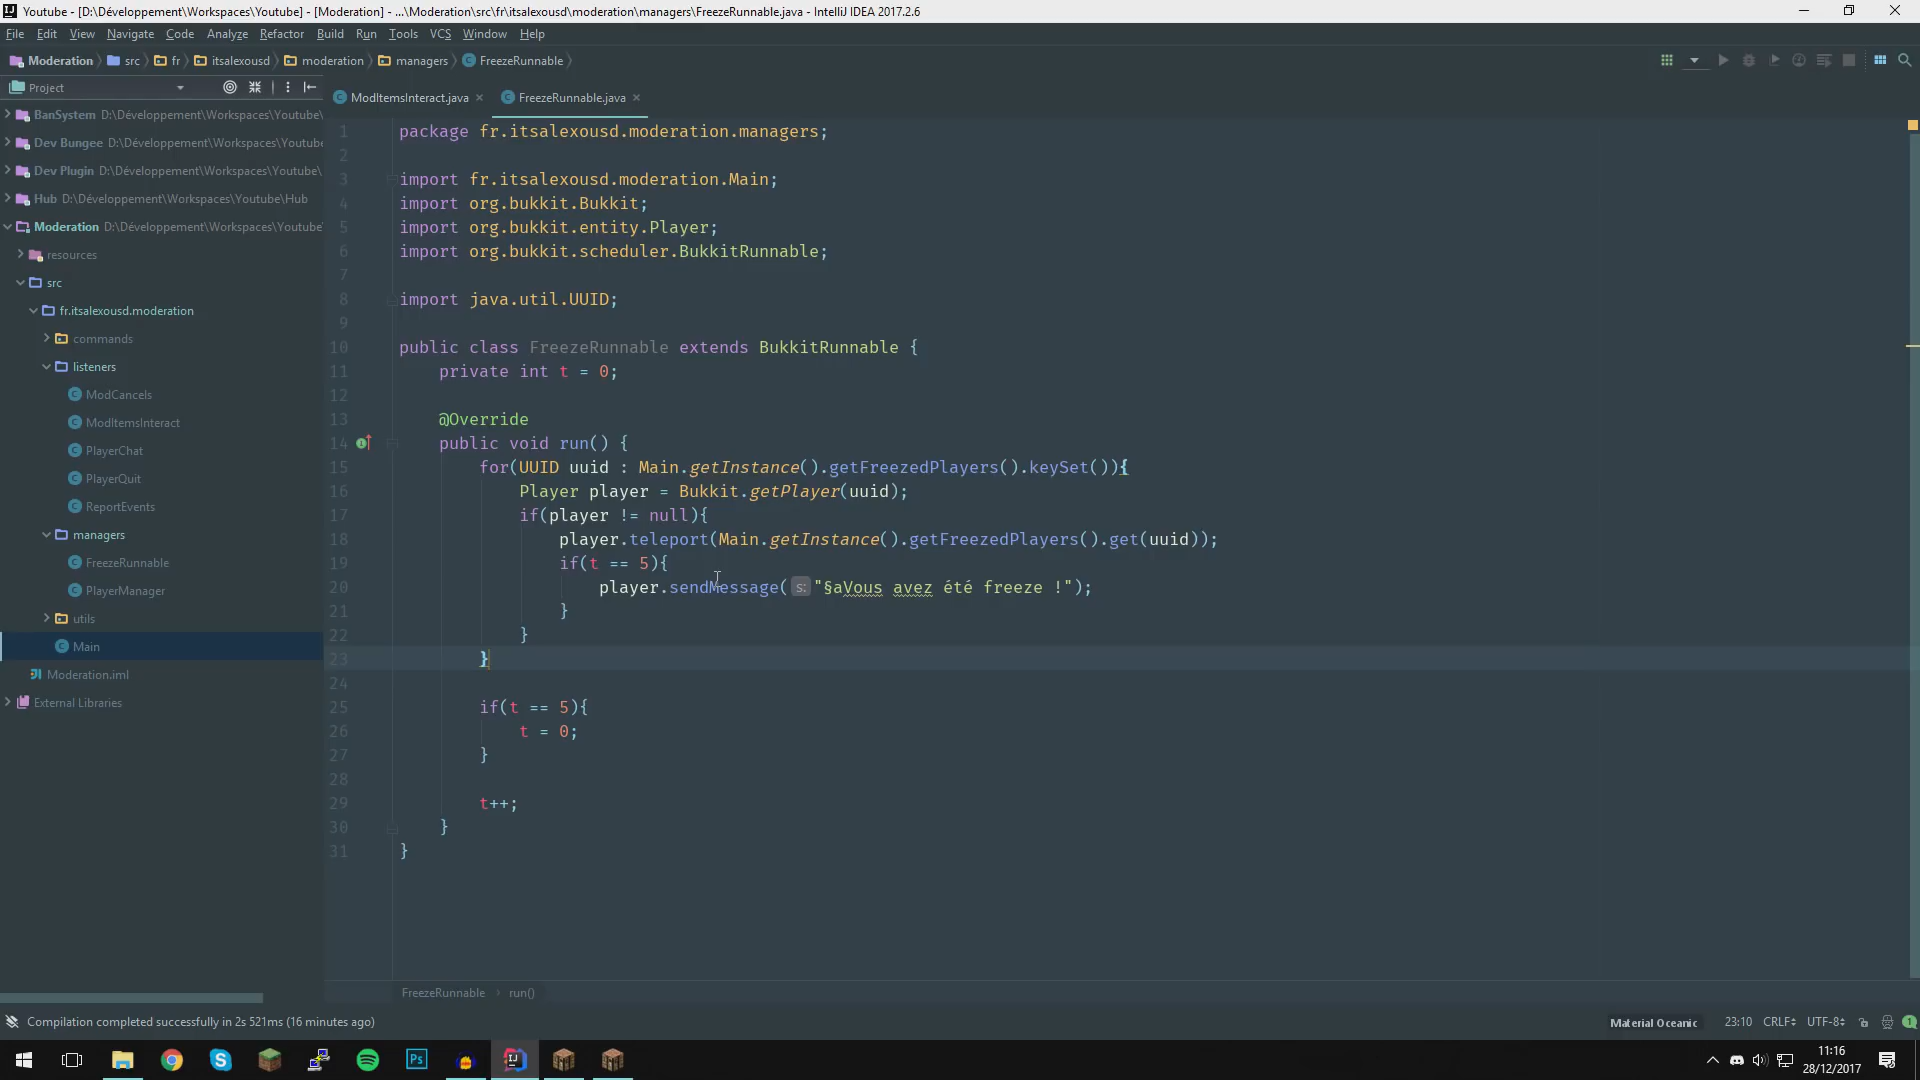 Youtube - [D:\Développement\Workspaces\Youtube] - [Moderation] - ...\Moderation\src\fr\itsalexousd\moderation\managers\FreezeRunnable.java - IntelliJ IDEA 2017.2.6
File Edit View Navigate Code Analyze Refactor Build Run Tools VCS Window Help
Moderation src fr itsalexousd moderation managers FreezeRunnable
Project
ModItemsInteract.java FreezeRunnable.java
BanSystem D:\Développement\Workspaces\Youtube\
Dev Bungee D:\Développement\Workspaces\Youtube
Dev Plugin D:\Développement\Workspaces\Youtube\
Hub D:\Développement\Workspaces\Youtube\Hub
Moderation D:\Développement\Workspaces\Youtube
resources
src
fr.itsalexousd.moderation
commands
listeners
ModCancels
ModItemsInteract
PlayerChat
PlayerQuit
ReportEvents
managers
FreezeRunnable
PlayerManager
utils
Main
Moderation.iml
External Libraries
1 package fr.itsalexousd.moderation.managers;
2
3 import fr.itsalexousd.moderation.Main;
4 import org.bukkit.Bukkit;
5 import org.bukkit.entity.Player;
6 import org.bukkit.scheduler.BukkitRunnable;
7
8 import java.util.UUID;
9
10 public class FreezeRunnable extends BukkitRunnable {
11 private int t = 0;
12
13 @Override
14 public void run() {
15 for(UUID uuid : Main.getInstance().getFreezedPlayers().keySet()){
16 Player player = Bukkit.getPlayer(uuid);
17 if(player != null){
18 player.teleport(Main.getInstance().getFreezedPlayers().get(uuid));
19 if(t == 5){
20 player.sendMessage( s: "§aVous avez été freeze !");
21 }
22 }
23 }
24
25 if(t == 5){
26 t = 0;
27 }
28
29 t++;
30 }
31 }
FreezeRunnable run()
Compilation completed successfully in 2s 521ms (16 minutes ago)
Material Oceanic 23:10 CRLF UTF-8 1
11:16
28/12/2017